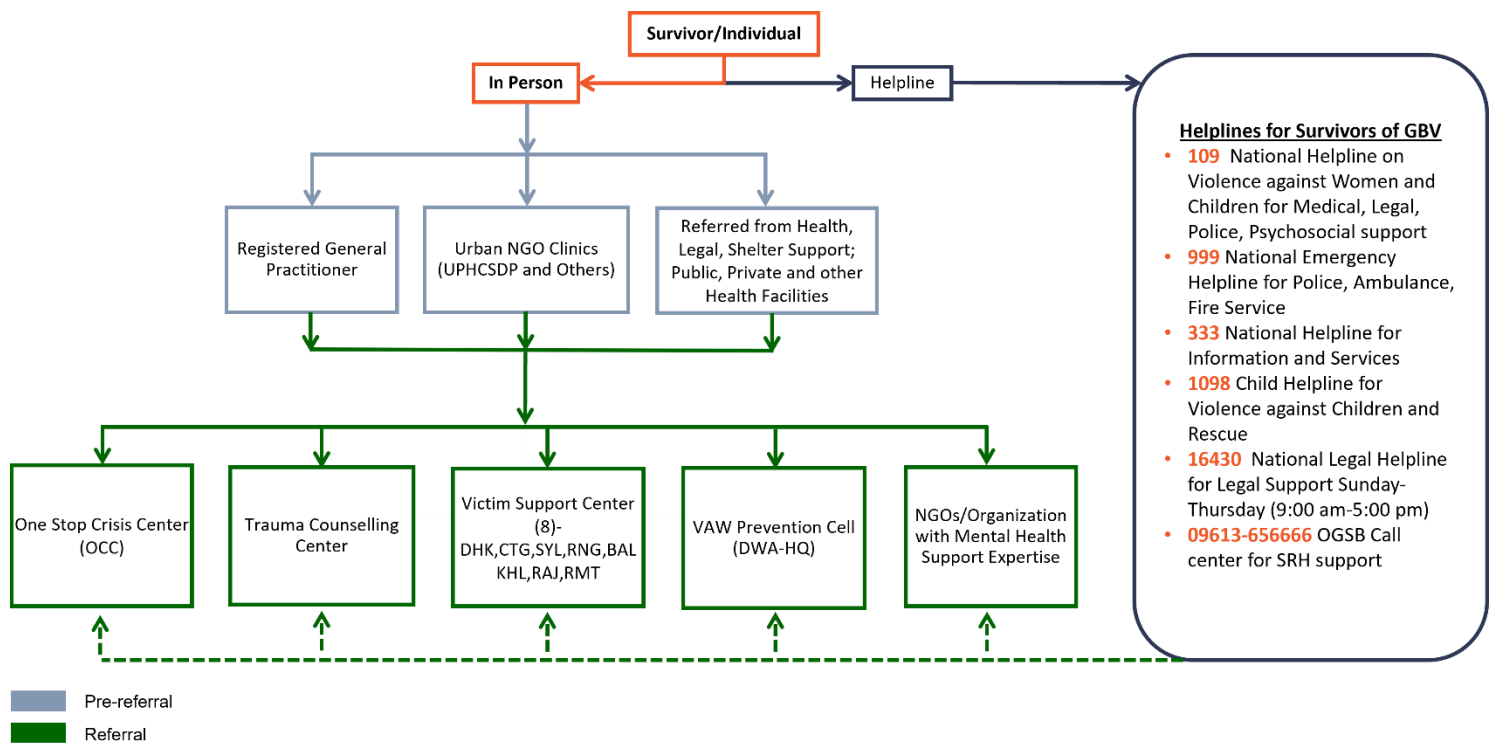 Survivor/Individual
In Person
Helpline
Registered General
Practitioner
Urban NGO Clinics
(UPHCSDP and Others)
Referred from Health,
Legal, Shelter Support;
Public, Private and other
Health Facilities
One Stop Crisis Center
(OCC)
Trauma Counselling
Center
Victim Support Center
(8)-
DHK,CTG,SYL,RNG,BAL
KHL,RAJ,RMT
VAW Prevention Cell
(DWA-HQ)
NGOs/Organization
with Mental Health
Support Expertise
Helplines for Survivors of GBV
• 109 National Helpline on
Violence against Women and
Children for Medical, Legal,
Police, Psychosocial support
• 999 National Emergency
Helpline for Police, Ambulance,
Fire Service
• 333 National Helpline for
Information and Services
• 1098 Child Helpline for
Violence against Children and
Rescue
• 16430 National Legal Helpline
for Legal Support Sunday-
Thursday (9:00 am-5:00 pm)
• 09613-656666 OGSB Call
center for SRH support
Pre-referral
Referral